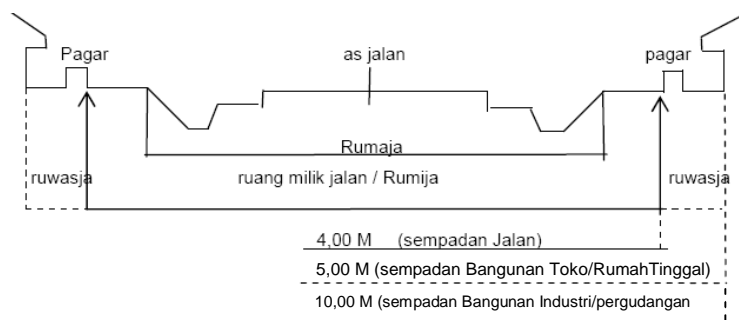 Pagar as jalan pagar
Rumaja
ruwasja ruang milik jalan / Rumija ruwasja
4,00 M (sempadan Jalan)
5,00 M (sempadan Bangunan Toko/RumahTinggal)
10,00 M (sempadan Bangunan Industri/pergudangan